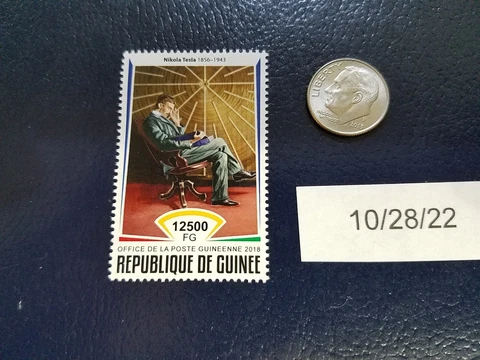 Nikola Tesla 1856-1943
12500
FG
OFFICE DE LA POSTE GUINEENNE 2018
REPUBLIQUE DE GUINEE
LIBERTY
10/28/22